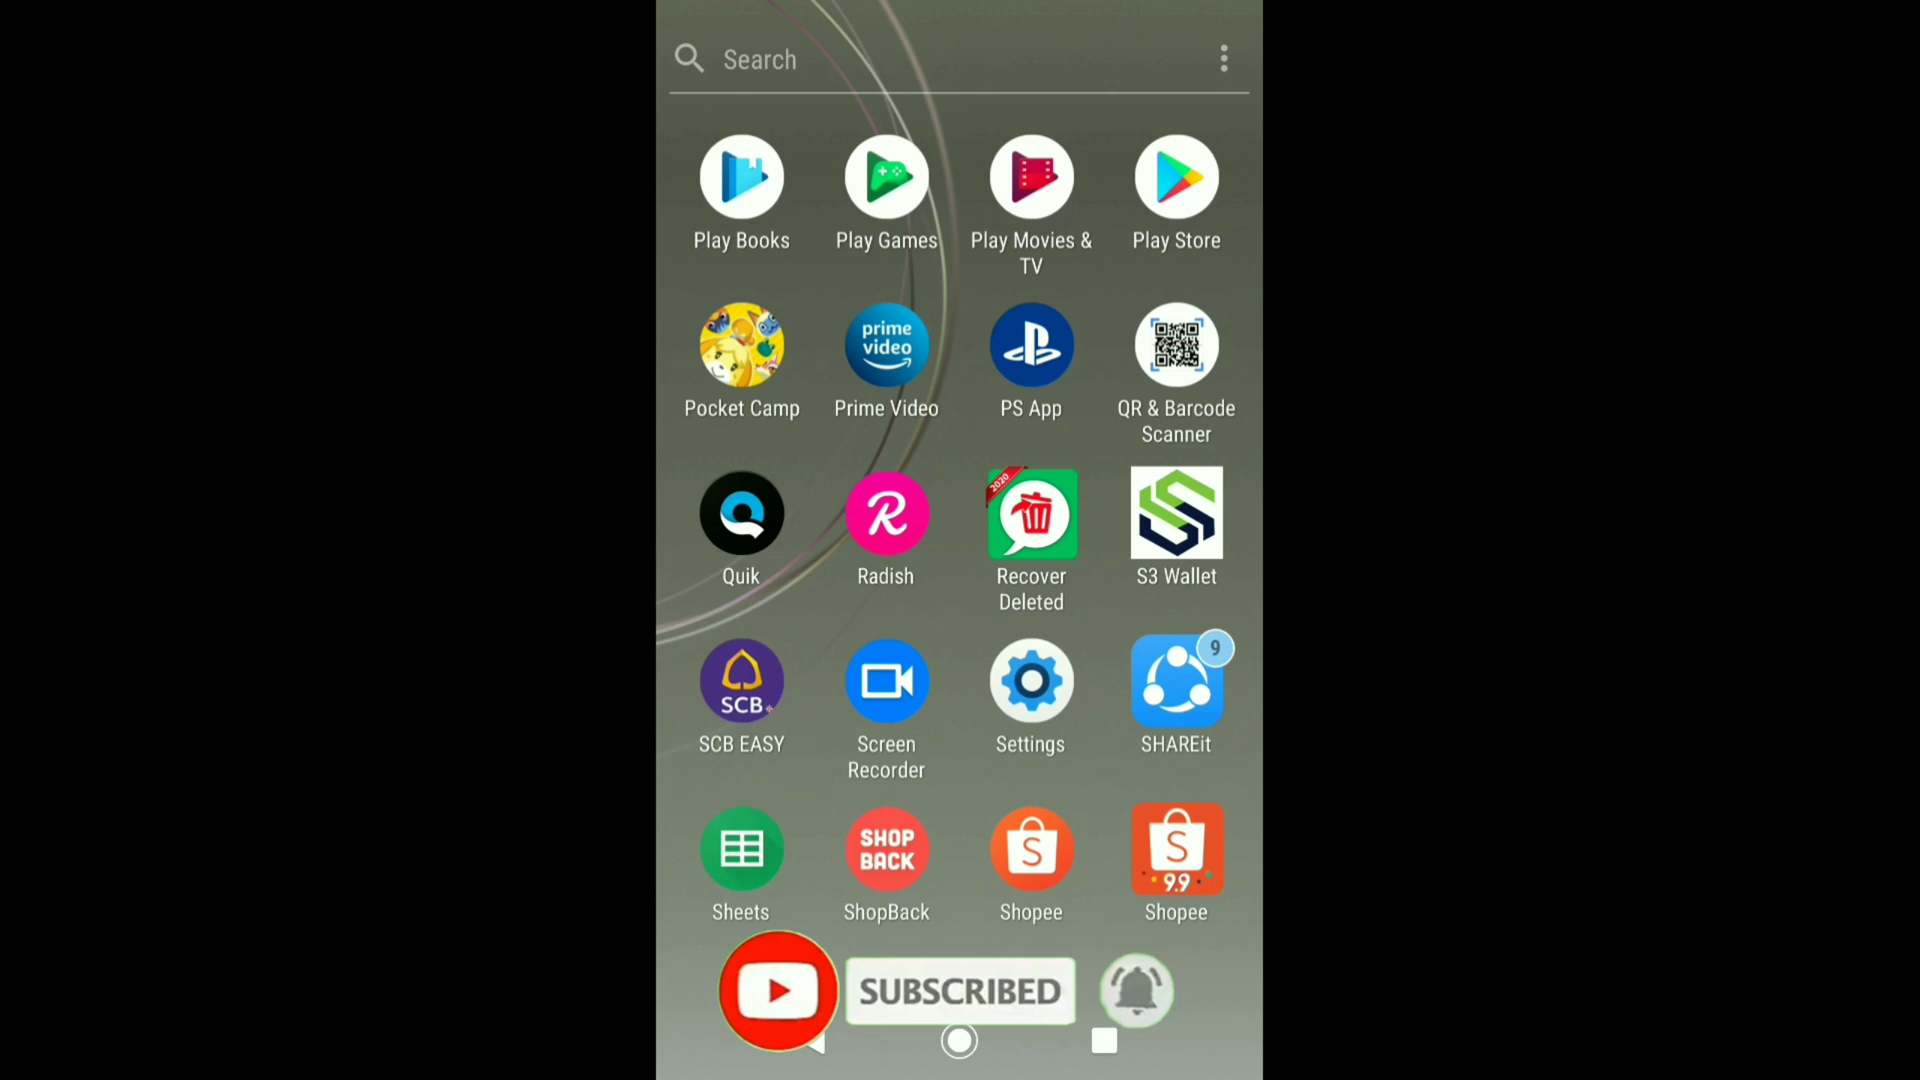 Search
Play Books
Play Games
Play Movies &
TV
Play Store
prime
video
Pocket Camp
Prime Video
PS App
QR & Barcode
Scanner
2020
Quik
R
Radish
Recover
Deleted
S3 Wallet
SCB
SCB EASY
Screen
Recorder
Settings
9
SHAREit
Sheets
SHOP
BACK
ShopBack
S
Shopee
S
9.9
Shopee
SUBSCRIBED